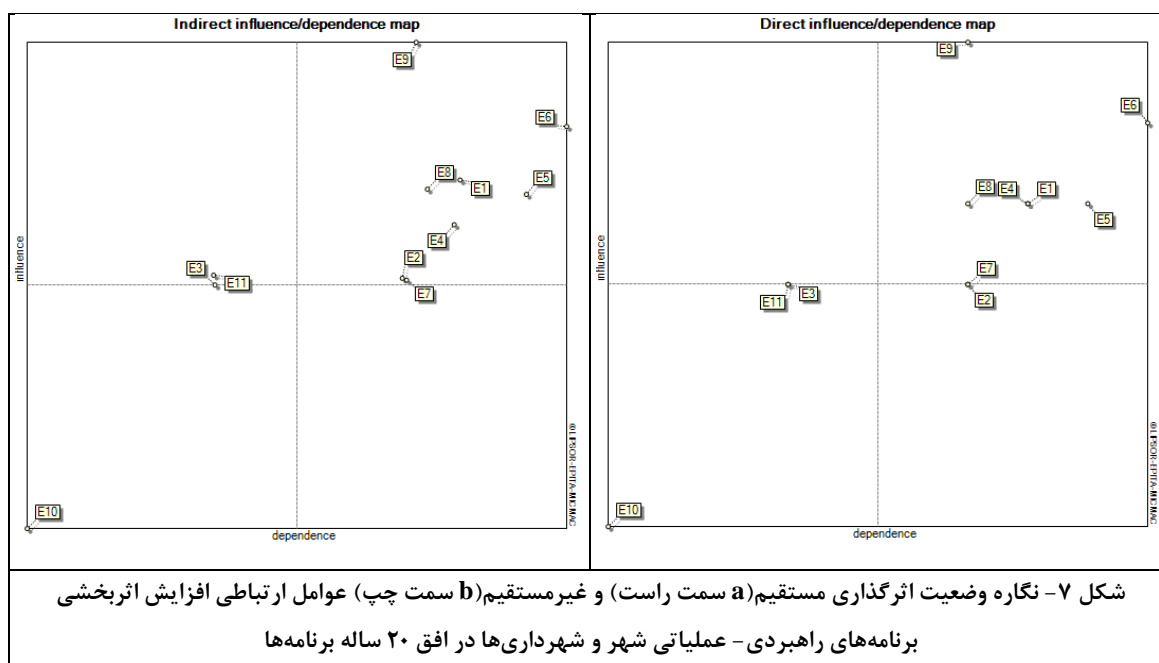 Indirect influence/dependence map
E9
E6
E8
E1
E5
E4
E2
E3
E11
E7
E10
influence
dependence
©LIPSOR-EPITA-MICMAC
Direct influence/dependence map
E9
E6
E8
E4
E1
E5
E7
E2
E11
E3
E10
influence
dependence
©LIPSOR-EPITA-MICMAC
شکل ۷- نگاره وضعیت اثرگذاری مستقیم(a سمت راست) و غیرمستقیم(b سمت چپ) عوامل ارتباطی افزایش اثربخشی
برنامه‌های راهبردی- عملیاتی شهر و شهرداری‌ها در افق ۲۰ ساله برنامه‌ها